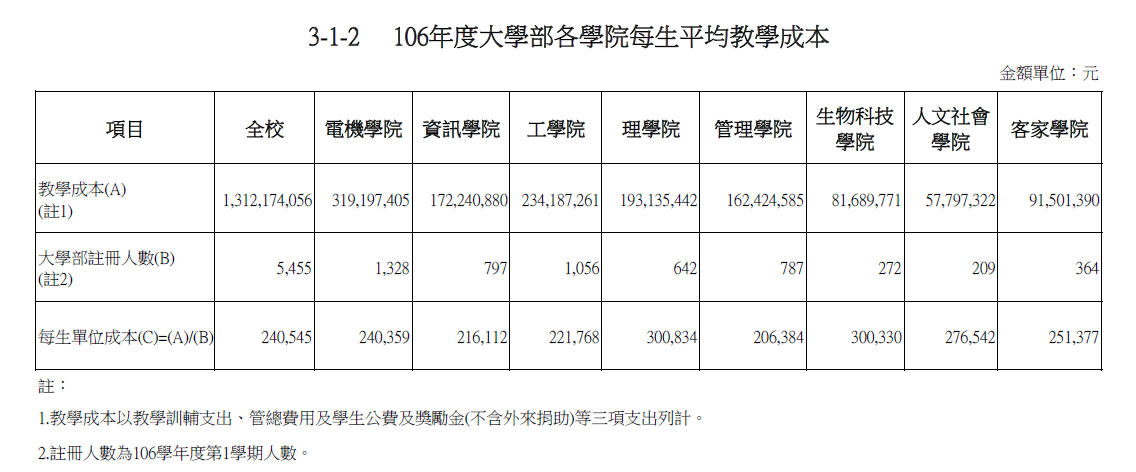 3-1-2 106年度大學部各學院每生平均教學成本
金額單位：元
項目 全校 電機學院 資訊學院 工學院 理學院 管理學院 生物科技學院 人文社會學院 客家學院
教學成本(A)
(註1) 1,312,174,056 319,197,405 172,240,880 234,187,261 193,135,442 162,424,585 81,689,771 57,797,322 91,501,390
大學部註冊人數(B)
(註2) 5,455 1,328 797 1,056 642 787 272 209 364
每生單位成本(C)=(A)/(B) 240,545 240,359 216,112 221,768 300,834 206,384 300,330 276,542 251,377
註：
1.教學成本以教學訓輔支出、管總費用及學生公費及獎勵金(不含外來捐助)等三項支出列計。
2.註冊人數為106學年度第1學期人數。